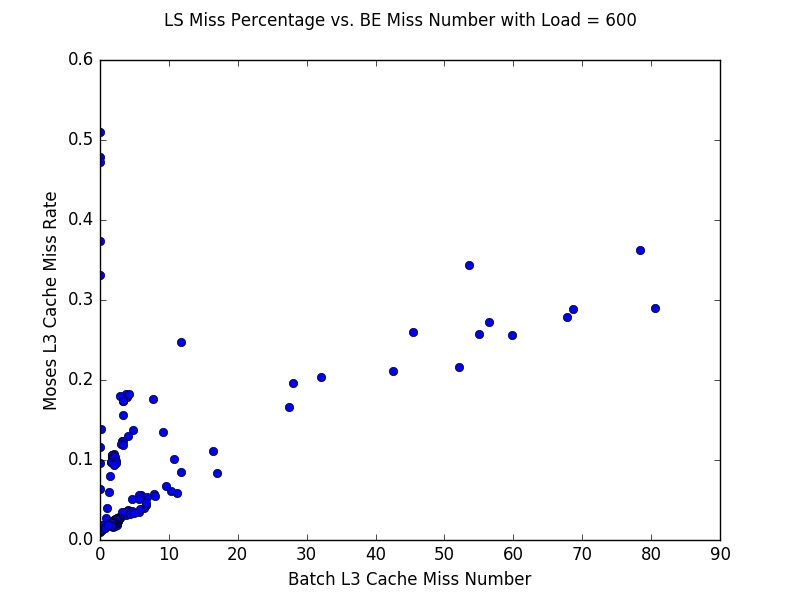 LS Miss Percentage vs. BE Miss Number with Load = 600
0.6
0.5
0.4
0.3
0.2
0.1
0.0
Moses L3 Cache Miss Rate
0 10 20 30 40 50 60 70 80 90
Batch L3 Cache Miss Number